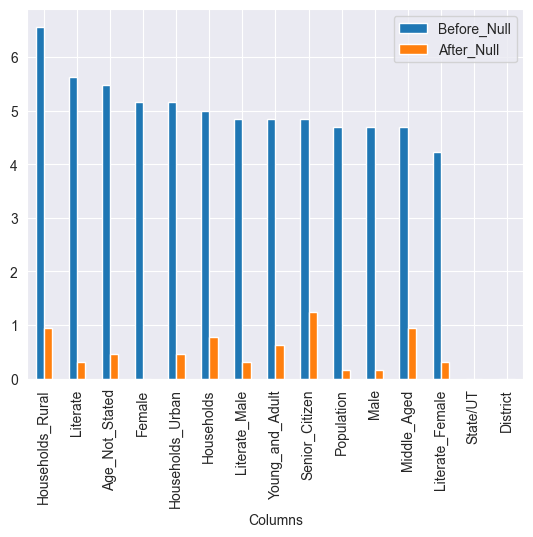 Before_Null
After_Null
6
5
4
3
2
1
0
Households_Rural
Literate
Age_Not_Stated
Female
Households_Urban
Households
Literate_Male
Young_and_Adult
Senior_Citizen
Population
Male
Middle_Aged
Literate_Female
State/UT
District
Columns